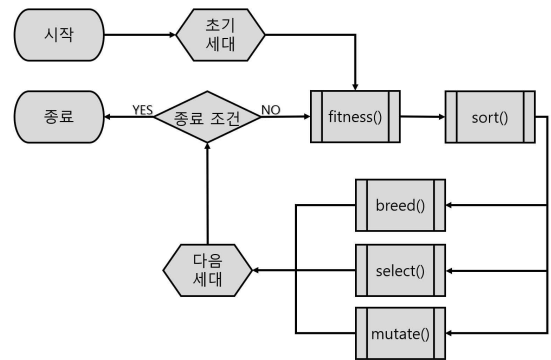 시작
초기
세대
종료
YES
종료 조건
NO
fitness()
sort()
breed()
다음
세대
select()
mutate()